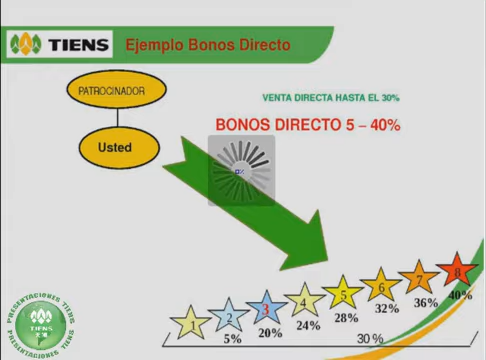 TIENS Ejemplo Bonos Directo
PATROCINADOR
VENTA DIRECTA HASTA EL 30%
BONOS DIRECTO 5 – 40%
Usted
1 2 3 4 5 6 7 8
5% 20% 24% 28% 32% 36% 40%
30 %
PRESENTACIONES TIENS
TIENS
PRESENTACIONES TIENS